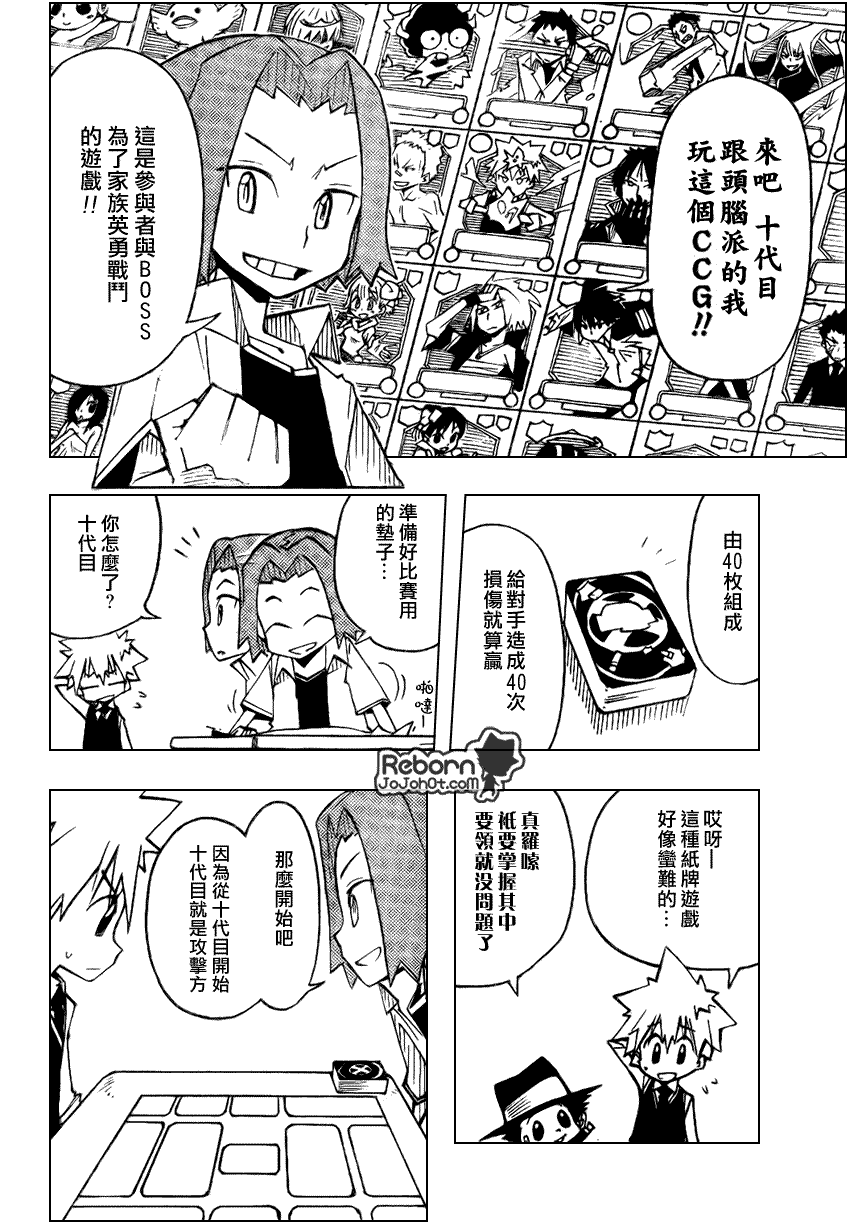 來吧 十代目
跟頭腦派的我
玩這個CCG!!
這是參與者與BOSS
為了家族英勇戰鬥
的遊戲!!
由40枚組成
給對手造成40次
損傷就算贏
準備好比賽用
的墊子…
啪噠ー
你怎麼了?
十代目
哎呀ー
這種紙牌遊戲
好像蠻難的…
真羅嗦
衹要掌握其中
要領就没問題了
那麼開始吧
因為從十代目開始
十代目就是攻擊方
Reborn
JoJoHOt.com